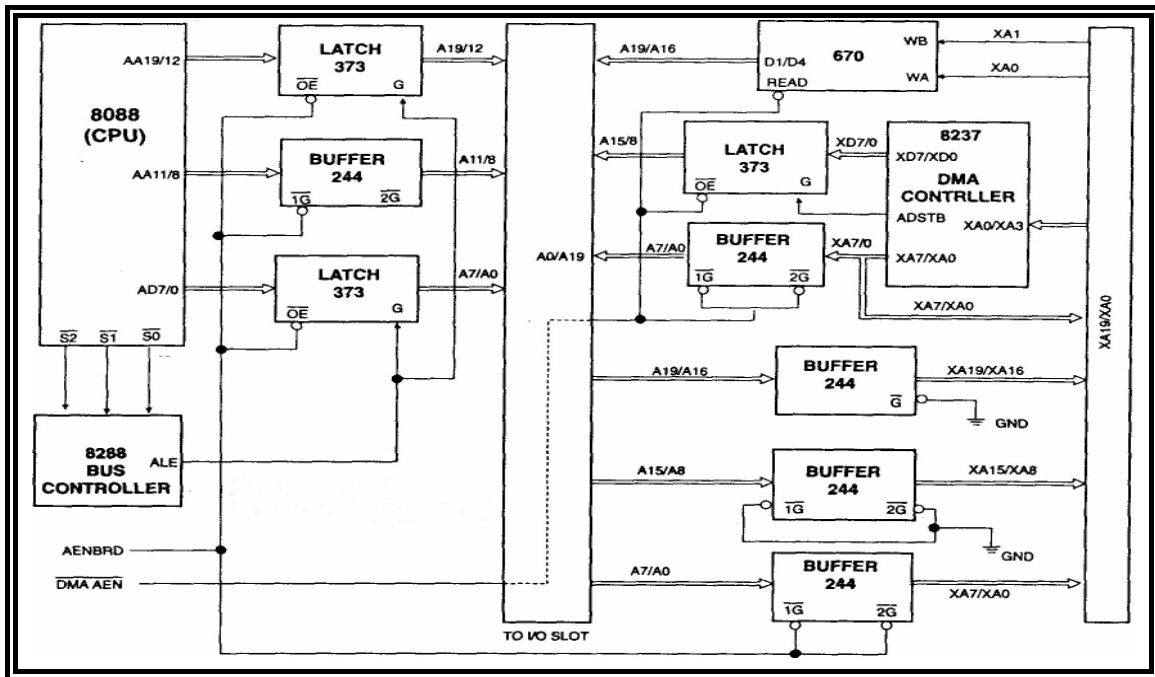 8088
(CPU)
AA19/12
AA11/8
AD7/0
S2 S1 S0
8288
BUS
CONTROLLER
ALE
AENBRD
DMA AEN
LATCH
373
OE G
A19/12
BUFFER
244
1G 2G
A11/8
LATCH
373
OE G
A7/A0
A0/A19
TO I/O SLOT
A19/A16
D1/D4
READ
670
WB
WA
XA1
XA0
A15/8
LATCH
373
OE G
XD7/0
8237
XD7/XD0
DMA
CONTRLLER
ADSTB
XA0/XA3
XA7/XA0
A7/A0
BUFFER
244
1G 2G
XA7/0
XA7/XA0
A19/A16
BUFFER
244
G
XA19/XA16
GND
A15/A8
BUFFER
244
1G 2G
XA15/XA8
GND
A7/A0
BUFFER
244
1G 2G
XA7/XA0
XA19/XA0